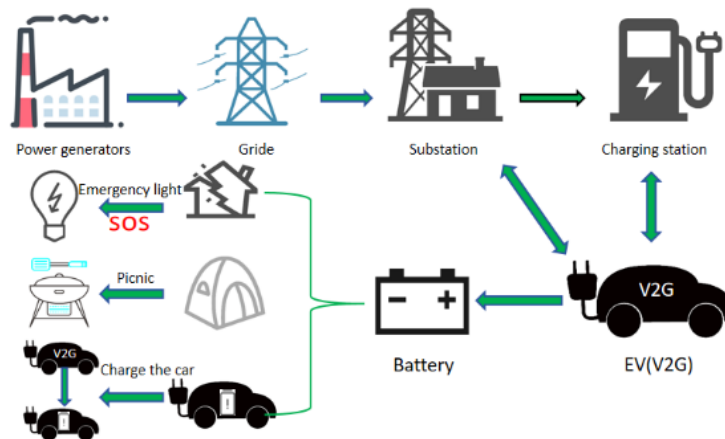 Power generators
Gride
Substation
Charging station
Emergency light
SOS
Picnic
V2G
Battery
EV(V2G)
V2G
Charge the car